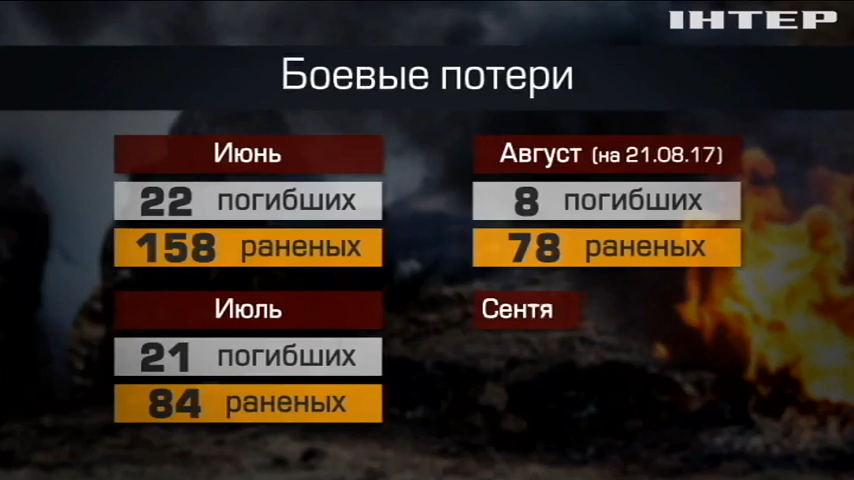 ІНТЕР
Боевые потери
Июнь
22 погибших
158 раненых
Июль
21 погибших
84 раненых
Август (на 21.08.17)
8 погибших
78 раненых
Сентя